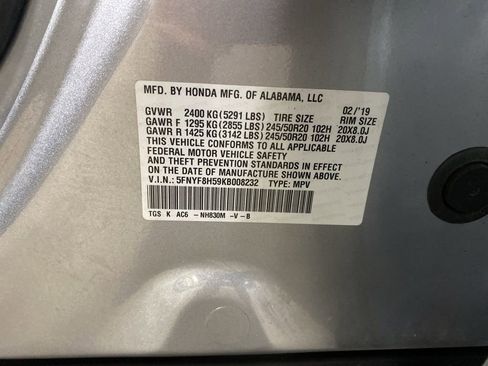 MFD. BY HONDA MFG. OF ALABAMA, LLC
GVWR 2400 KG (5291 LBS) TIRE SIZE 02 / '19 RIM SIZE
GAWR F 1295 KG (2855 LBS) 245/50R20 102H 20X8.0J
GAWR R 1425 KG (3142 LBS) 245/50R20 102H 20X8.0J
THIS VEHICLE CONFORMS TO ALL APPLICABLE
FEDERAL MOTOR VEHICLE SAFETY
AND THEFT PREVENTION STANDARDS IN EFFECT
ON THE DATE OF MANUFACTURE SHOWN ABOVE.
V.I.N.: 5FNYF8H59KB008232 TYPE: MPV
TGS K AC6 - NH830M - V - B